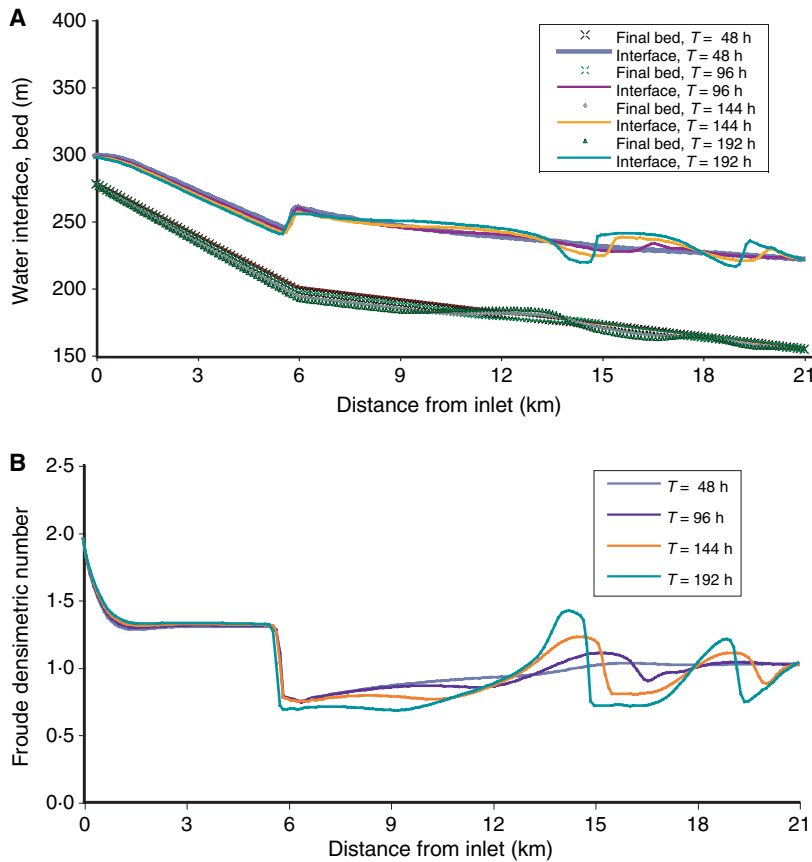 A
Water interface, bed (m)
400
350
300
250
200
150
0
3
6
9
12
15
18
21
Distance from inlet (km)
Final bed, T = 48 h
Interface, T = 48 h
Final bed, T = 96 h
Interface, T = 96 h
Final bed, T = 144 h
Interface, T = 144 h
Final bed, T = 192 h
Interface, T = 192 h
B
Froude densimetric number
2·5
2·0
1·5
1·0
0·5
0·0
0
3
6
9
12
15
18
21
Distance from inlet (km)
T = 48 h
T = 96 h
T = 144 h
T = 192 h